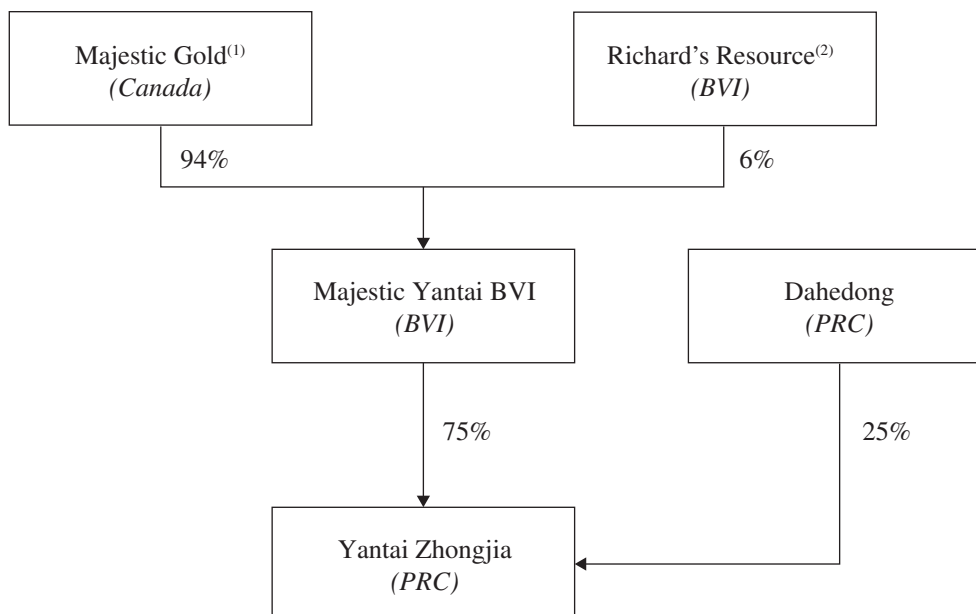 Majestic Gold(1)
(Canada)
Richard's Resource(2)
(BVI)
94%
6%
Majestic Yantai BVI
(BVI)
Dahedong
(PRC)
75%
25%
Yantai Zhongjia
(PRC)